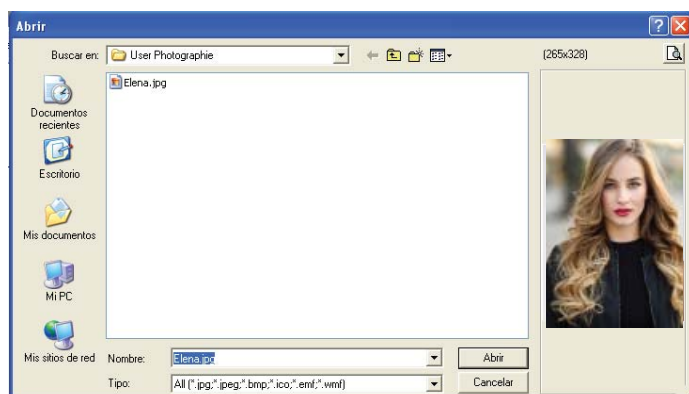 Abrir
Buscar en: User Photographie
(265x328)
Elena.jpg
Documentos
recientes
Escritorio
Mis documentos
Mi PC
Mis sitios de red
Nombre: Elena.jpg Abrir
Tipo: All (*.jpg;*.jpeg;*.bmp;*.ico;*.emf;*.wmf) Cancelar